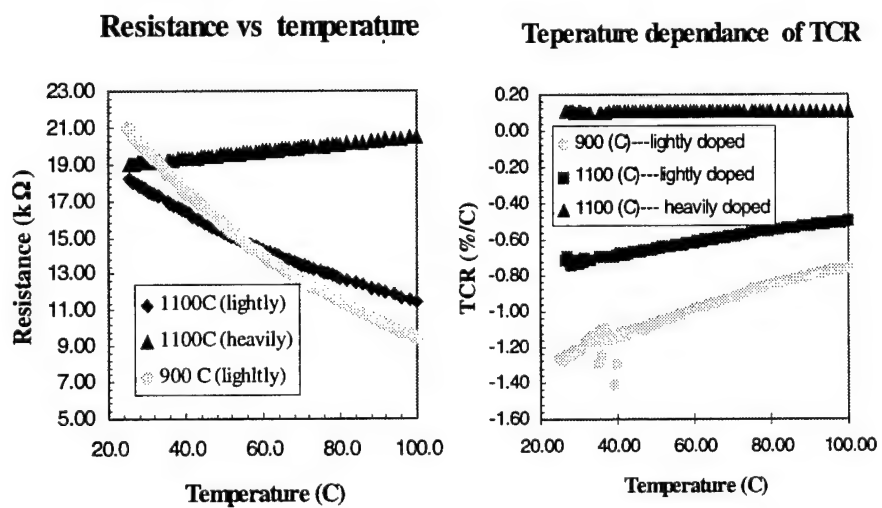 Resistance vs temperature
Resistance (k Ω)
23.00
21.00
19.00
17.00
15.00
13.00
11.00
9.00
7.00
5.00
1100C (lightly)
1100C (heavily)
900 C (lighltly)
20.0 40.0 60.0 80.0 100.0
Temperature (C)
Teperature dependance of TCR
TCR (%/C)
0.20
0.00
-0.20
-0.40
-0.60
-0.80
-1.00
-1.20
-1.40
-1.60
900 (C)---lightly doped
1100 (C)---lightly doped
1100 (C)--- heavily doped
20.00 40.00 60.00 80.00 100.00
Temperature (C)